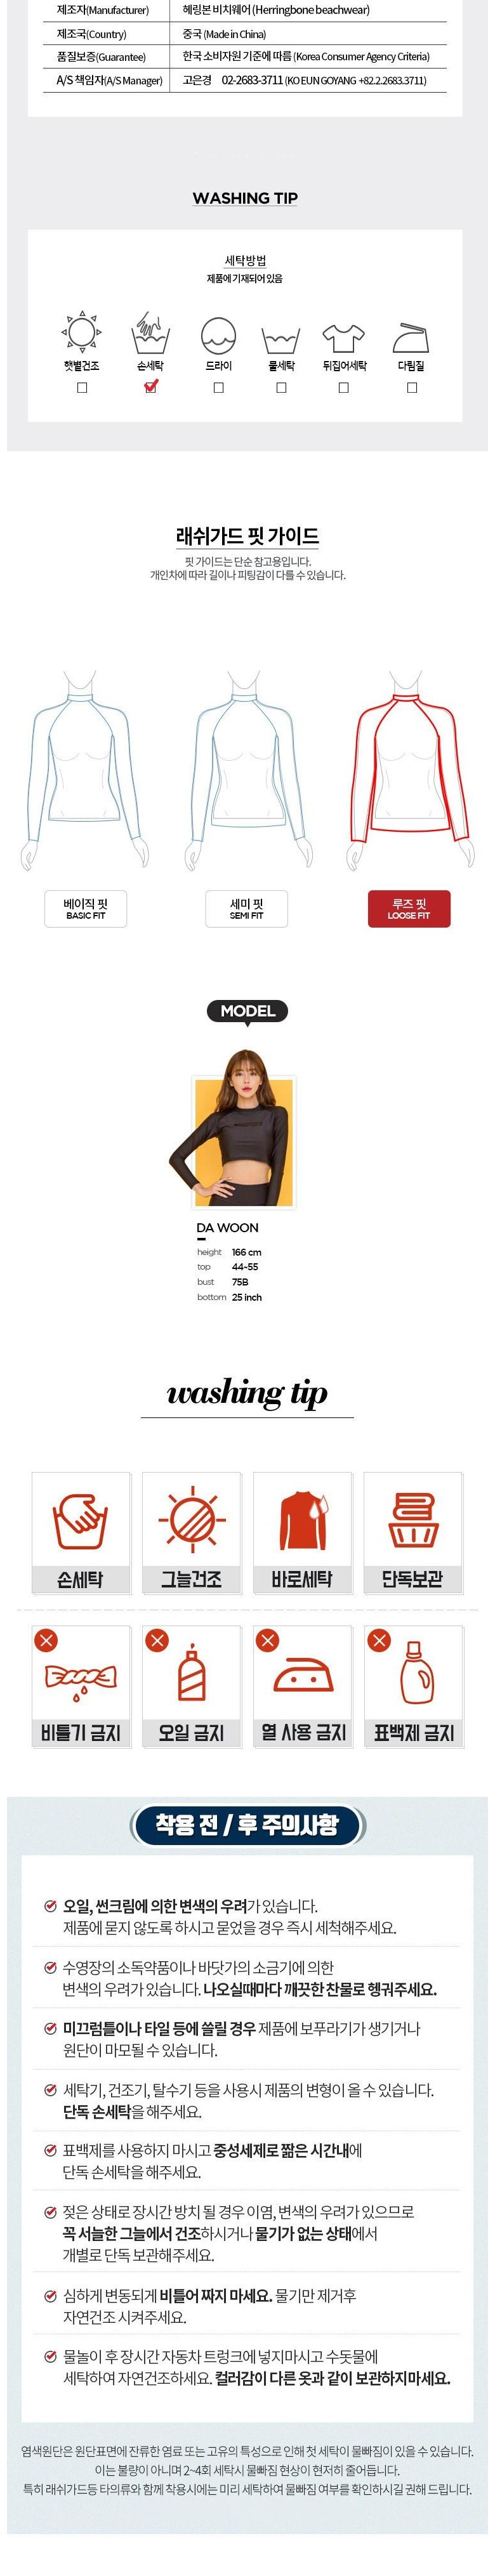 제조자(Manufacturer) 헤링본 비치웨어 (Herringbone beachwear)
제조국(Country) 중국 (Made in China)
품질보증(Guarantee) 한국 소비자원 기준에 따름 (Korea Consumer Agency Criteria)
A/S 책임자(A/S Manager) 고은경 02-2683-3711 (KO EUN GOYANG +82.2.2683.3711)
WASHING TIP
세탁방법
제품에 기재되어 있음
햇볕건조 손세탁 드라이 물세탁 뒤집어세탁 다림질
래쉬가드 핏 가이드
핏 가이드는 단순 참고용입니다.
개인차에 따라 길이나 피팅감이 다를 수 있습니다.
베이직 핏 세미 핏 루즈 핏
BASIC FIT SEMI FIT LOOSE FIT
MODEL
DA WOON
height 166 cm
top 44~55
bust 75B
bottom 25 inch
washing tip
손세탁 그늘건조 바로세탁 단독보관
비틀기 금지 오일 금지 열 사용 금지 표백제 금지
착용 전 / 후 주의사항
오일, 썬크림에 의한 변색의 우려가 있습니다.
제품에 묻지 않도록 하시고 묻었을 경우 즉시 세척해주세요.
수영장의 소독약품이나 바닷가의 소금기에 의한
변색의 우려가 있습니다. 나오실때마다 깨끗한 찬물로 헹궈주세요.
미끄럼틀이나 타일 등에 쓸릴 경우 제품에 보푸라기가 생기거나
원단이 마모될 수 있습니다.
세탁기, 건조기, 탈수기 등을 사용시 제품의 변형이 올 수 있습니다.
단독 손세탁을 해주세요.
표백제를 사용하지 마시고 중성세제로 짧은 시간내에
단독 손세탁을 해주세요.
젖은 상태로 장시간 방치 될 경우 이염, 변색의 우려가 있으므로
꼭 서늘한 그늘에서 건조하시거나 물기가 없는 상태에서
개별로 단독 보관해주세요.
심하게 변동되게 비틀어 짜지 마세요. 물기만 제거후
자연건조 시켜주세요.
물놀이 후 장시간 자동차 트렁크에 넣지마시고 수돗물에
세탁하여 자연건조하세요. 컬러감이 다른 옷과 같이 보관하지마세요.
염색원단은 원단표면에 잔류한 염료 또는 고유의 특성으로 인해 첫 세탁이 물빠짐이 있을 수 있습니다.
이는 불량이 아니며 2~4회 세탁시 물빠짐 현상이 현저히 줄어듭니다.
특히 래쉬가드등 타의류와 함께 착용시에는 미리 세탁하여 물빠짐 여부를 확인하시길 권해 드립니다.